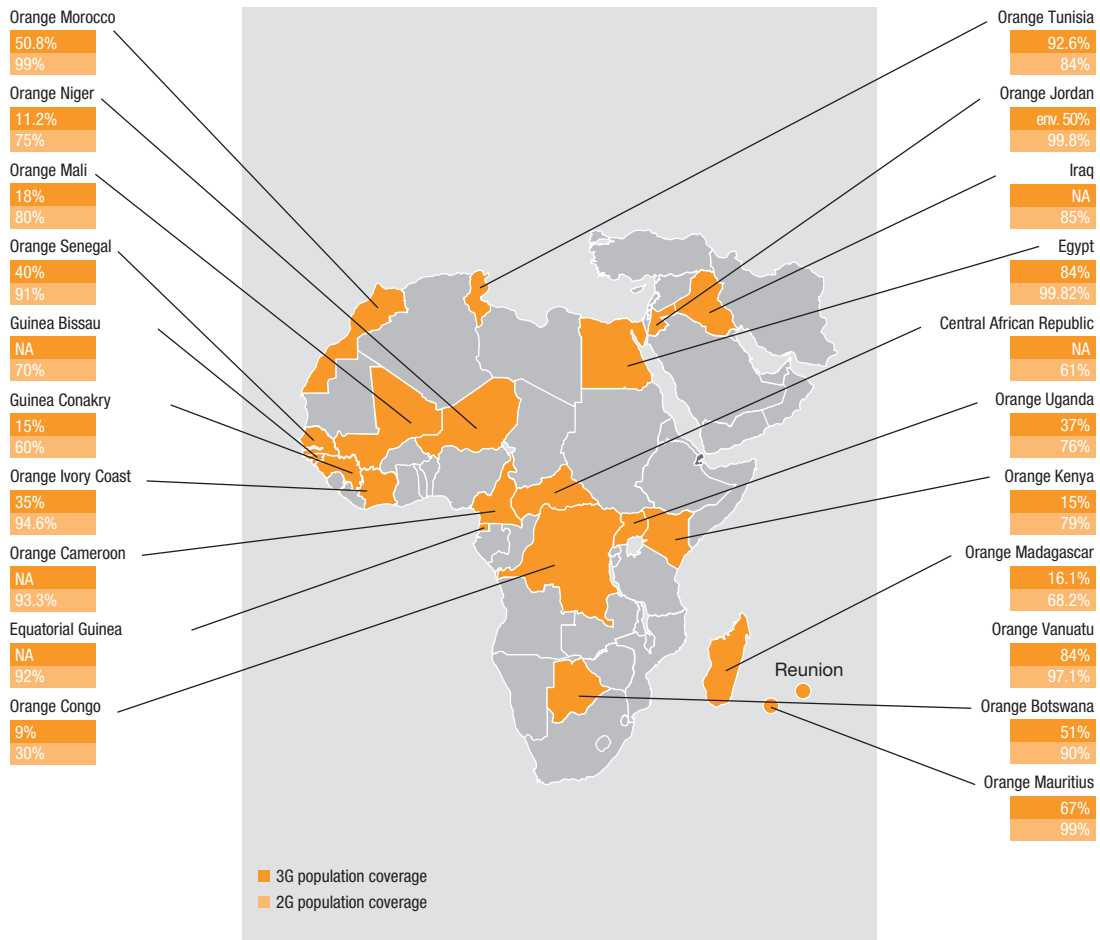 Orange Morocco
50.8%
99%
Orange Niger
11.2%
75%
Orange Mali
18%
80%
Orange Senegal
40%
91%
Guinea Bissau
NA
70%
Guinea Conakry
15%
60%
Orange Ivory Coast
35%
94.6%
Orange Cameroon
NA
93.3%
Equatorial Guinea
NA
92%
Orange Congo
9%
30%
Orange Tunisia
92.6%
84%
Orange Jordan
env. 50%
99.8%
Iraq
NA
85%
Egypt
84%
99.82%
Central African Republic
NA
61%
Orange Uganda
37%
76%
Orange Kenya
15%
79%
Orange Madagascar
16.1%
68.2%
Orange Vanuatu
84%
97.1%
Orange Botswana
51%
90%
Orange Mauritius
67%
99%
Reunion
3G population coverage
2G population coverage